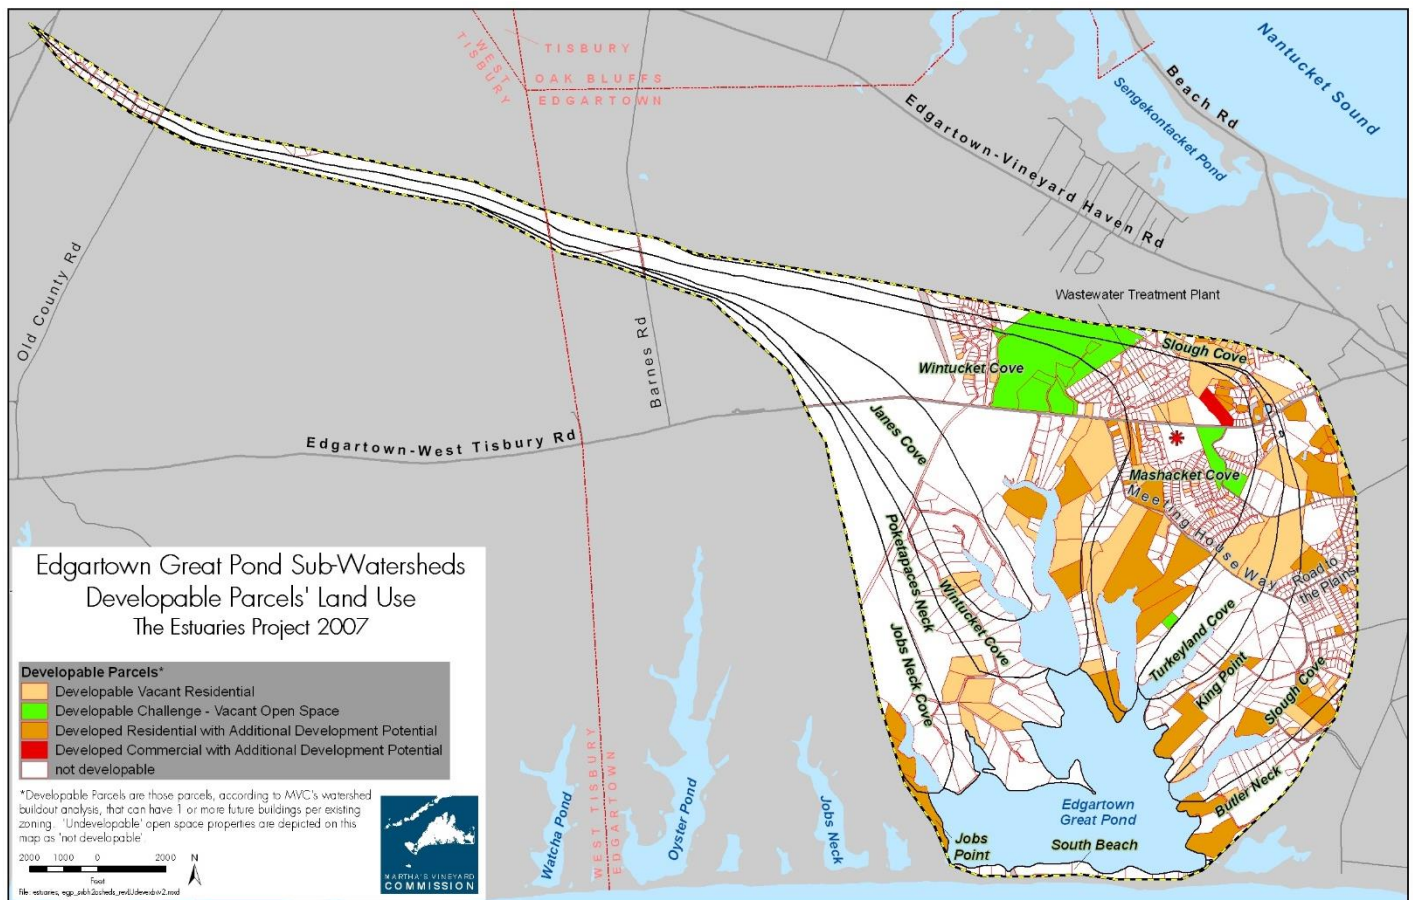 TISBURY
WEST
TISBURY
OAK BLUFFS
EDGARTOWN
Nantucket Sound
Beach Rd
Sengekontacket Pond
Edgartown-Vineyard Haven Rd
Old County Rd
Barnes Rd
Wastewater Treatment Plant
Slough Cove
Wintucket Cove
Janes Cove
Edgartown-West Tisbury Rd
Mashacket Cove
Meeting House Way
Road to
the Plains
Poketapaces Neck
Wintucket Cove
Jobs Neck Cove
Turkeyland Cove
King Point
Slough Cove
Butler Neck
Edgartown
Great Pond
South Beach
Jobs
Point
WEST TISBURY
EDGARTOWN
Watcha Pond
Oyster Pond
Jobs Neck
Edgartown Great Pond Sub-Watersheds
Developable Parcels' Land Use
The Estuaries Project 2007
Developable Parcels*
Developable Vacant Residential
Developable Challenge - Vacant Open Space
Developed Residential with Additional Development Potential
Developed Commercial with Additional Development Potential
not developable
*Developable Parcels are those parcels, according to MVC's watershed
buildout analysis, that can have 1 or more future buildings per existing
zoning. 'Undevelopable' open space properties are depicted on this
map as 'not developable'.
2000 1000 0 2000 N
Feet
MARTHA'S VINEYARD
COMMISSION